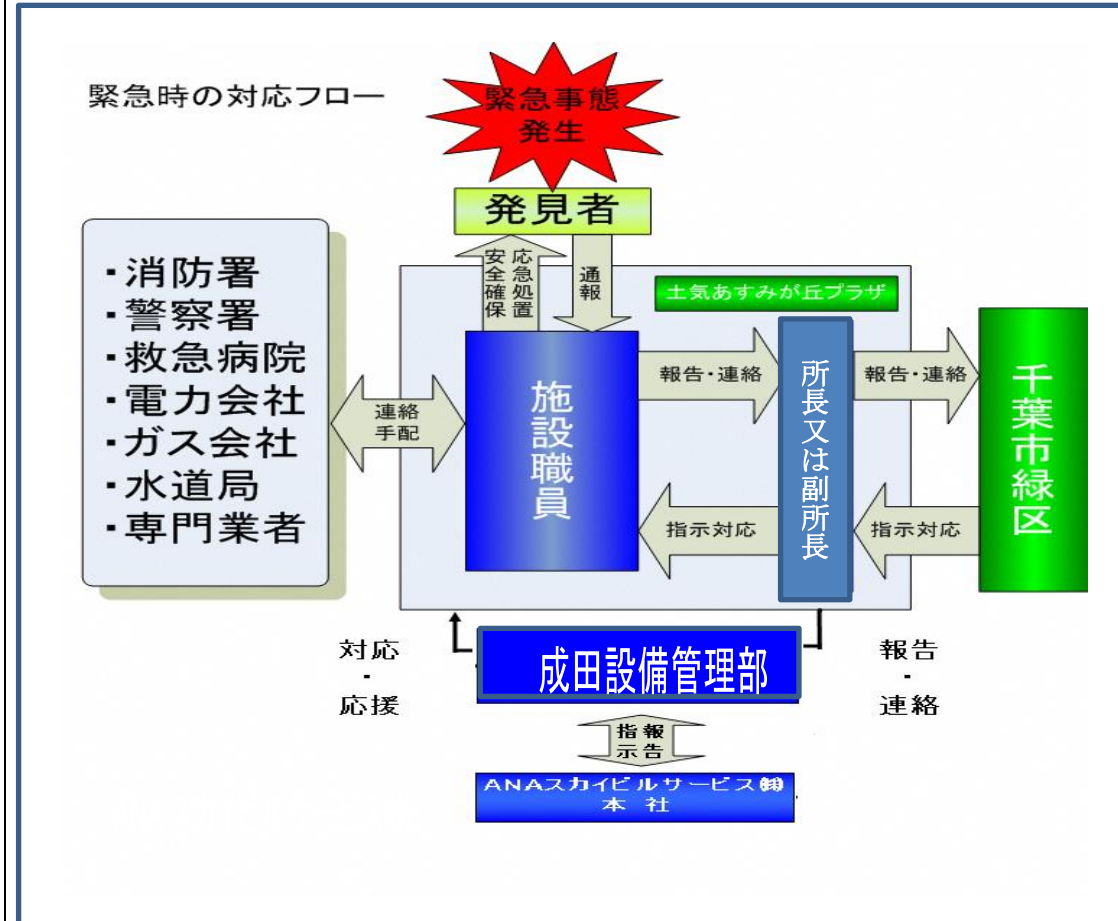 緊急時の対応フロー
緊急事態
発生
発見者
安全確保
応急処置
通報
土気あすみが丘プラザ
・消防署
・警察署
・救急病院
・電力会社
・ガス会社
・水道局
・専門業者
連絡
手配
施設職員
報告・連絡
所長又は副所長
報告・連絡
千葉市緑区
指示対応
指示対応
対応
・
応援
成田設備管理部
報告
・
連絡
指示
報告
ANAスカイビルサービス㈱
本 社